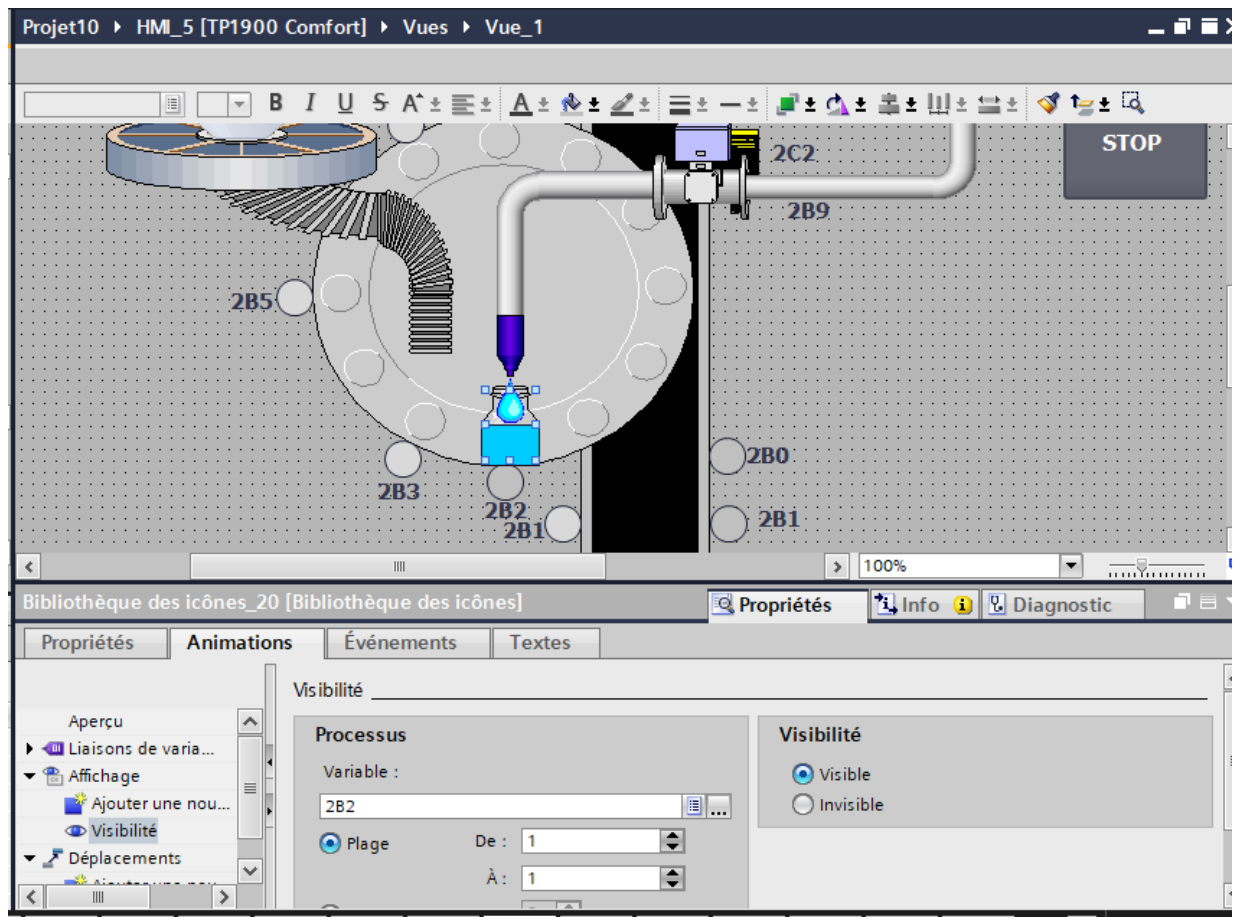 Projet10 ▸ HMI_5 [TP1900 Comfort] ▸ Vues ▸ Vue_1
B I U S A A
2C2
STOP
2B9
2B5
2B0
2B3
2B2
2B1
2B1
100%
Bibliothèque des icônes_20 [Bibliothèque des icônes]
Propriétés Info Diagnostic
Propriétés Animations Événements Textes
Visibilité
Aperçu
Liaisons de varia...
Affichage
Ajouter une nou...
Visibilité
Déplacements
Processus
Variable :
2B2
Plage De : 1
À : 1
Visibilité
Visible
Invisible